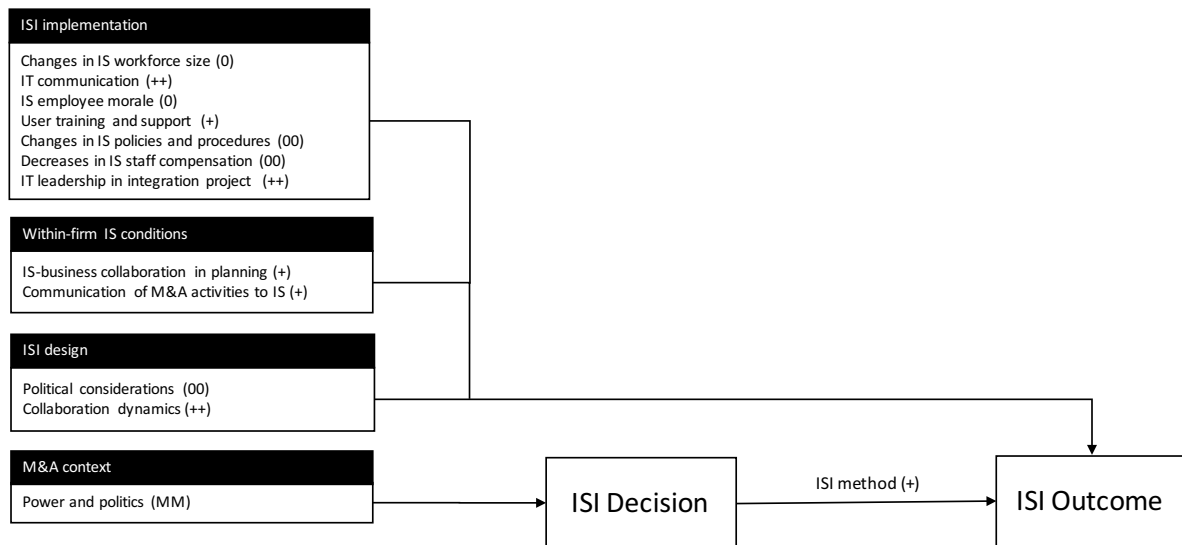 ISI implementation
Changes in IS workforce size (0)
IT communication (++)
IS employee morale (0)
User training and support (+)
Changes in IS policies and procedures (00)
Decreases in IS staff compensation (00)
IT leadership in integration project (++)
Within-firm IS conditions
IS-business collaboration in planning (+)
Communication of M&A activities to IS (+)
ISI design
Political considerations (00)
Collaboration dynamics (++)
M&A context
Power and politics (MM)
ISI Decision
ISI method (+)
ISI Outcome